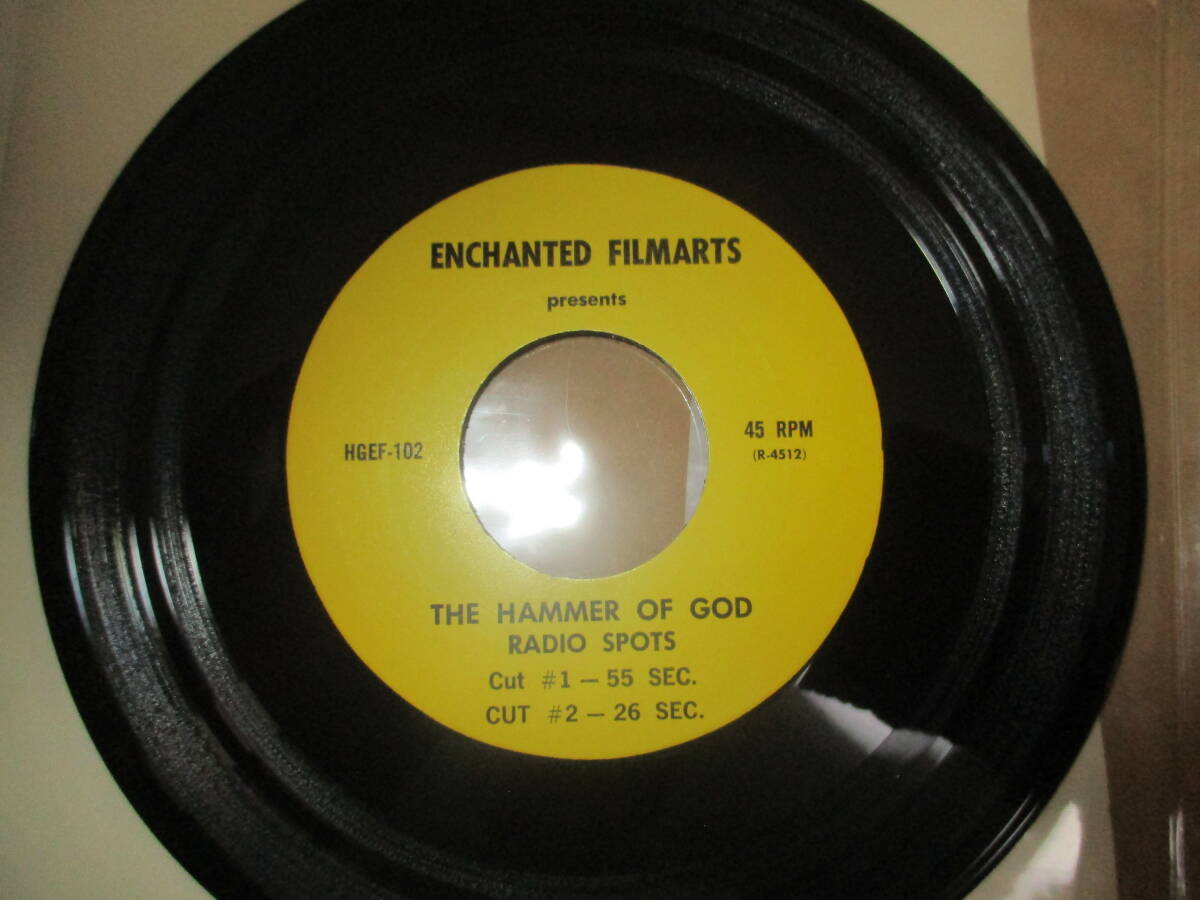 ENCHANTED FILMARTS
presents
HGEF-102
45 RPM
(R-4512)
THE HAMMER OF GOD
RADIO SPOTS
Cut #1 — 55 SEC.
CUT #2 — 26 SEC.